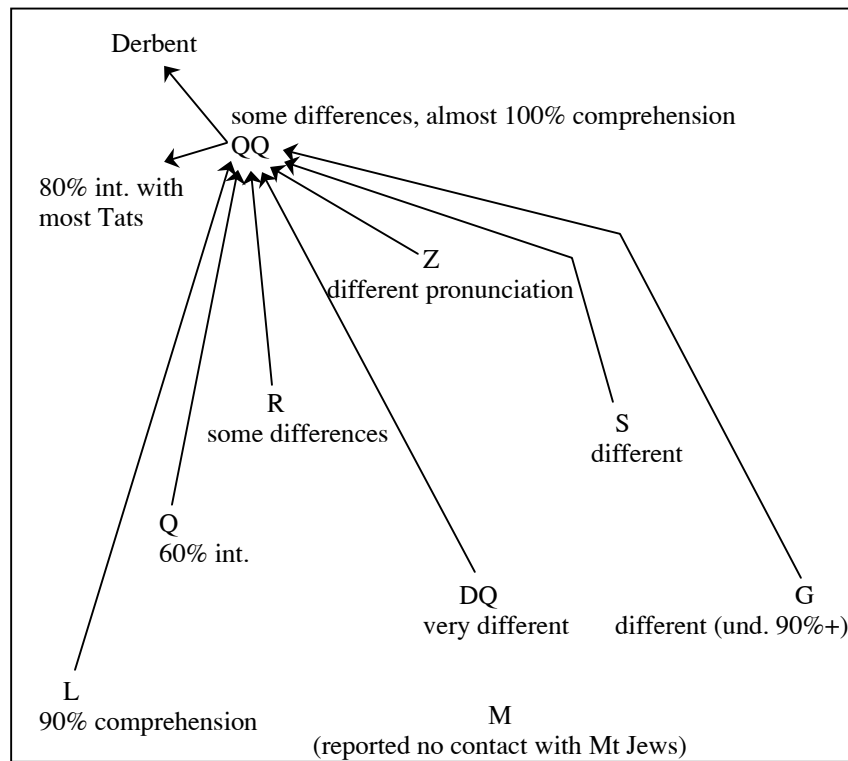 Derbent
some differences, almost 100% comprehension
QQ
80% int. with
most Tats
Z
different pronunciation
R
some differences
S
different
Q
60% int.
DQ
very different
G
different (und. 90%+)
L
90% comprehension
M
(reported no contact with Mt Jews)